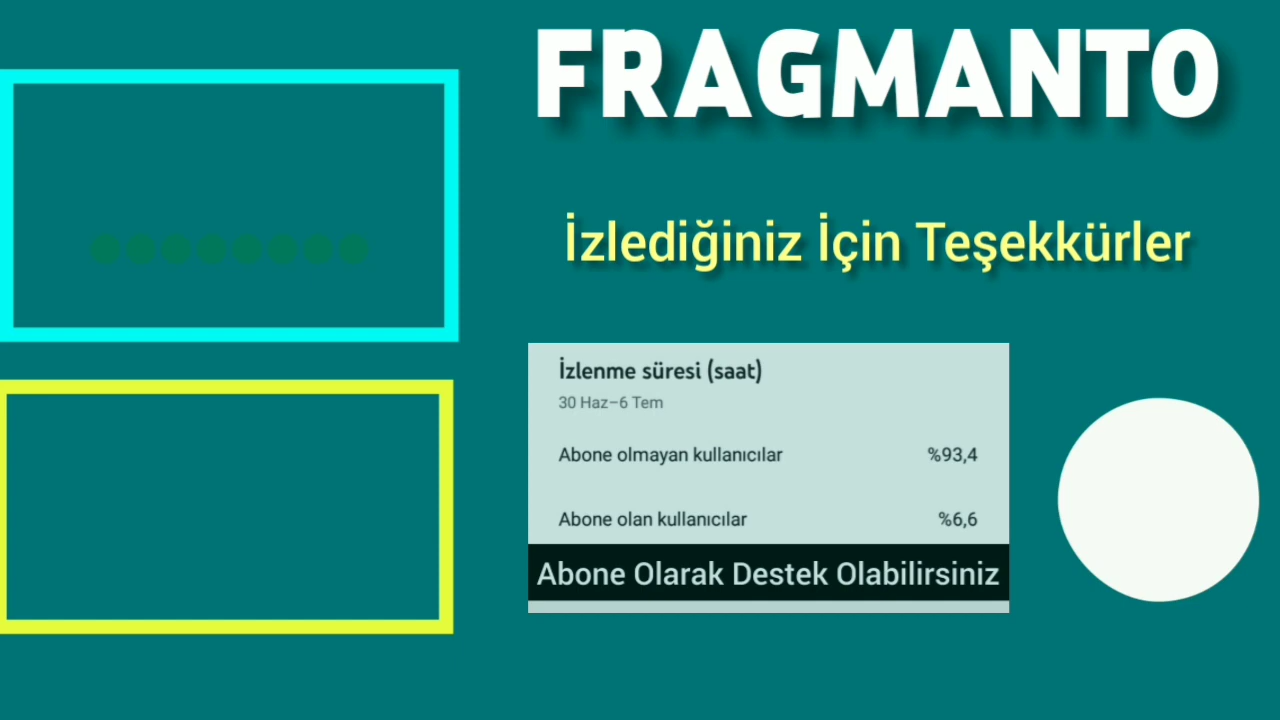 FRAGMANTO
İzlediğiniz İçin Teşekkürler
İzlenme süresi (saat)
30 Haz–6 Tem
Abone olmayan kullanıcılar %93,4
Abone olan kullanıcılar %6,6
Abone Olarak Destek Olabilirsiniz